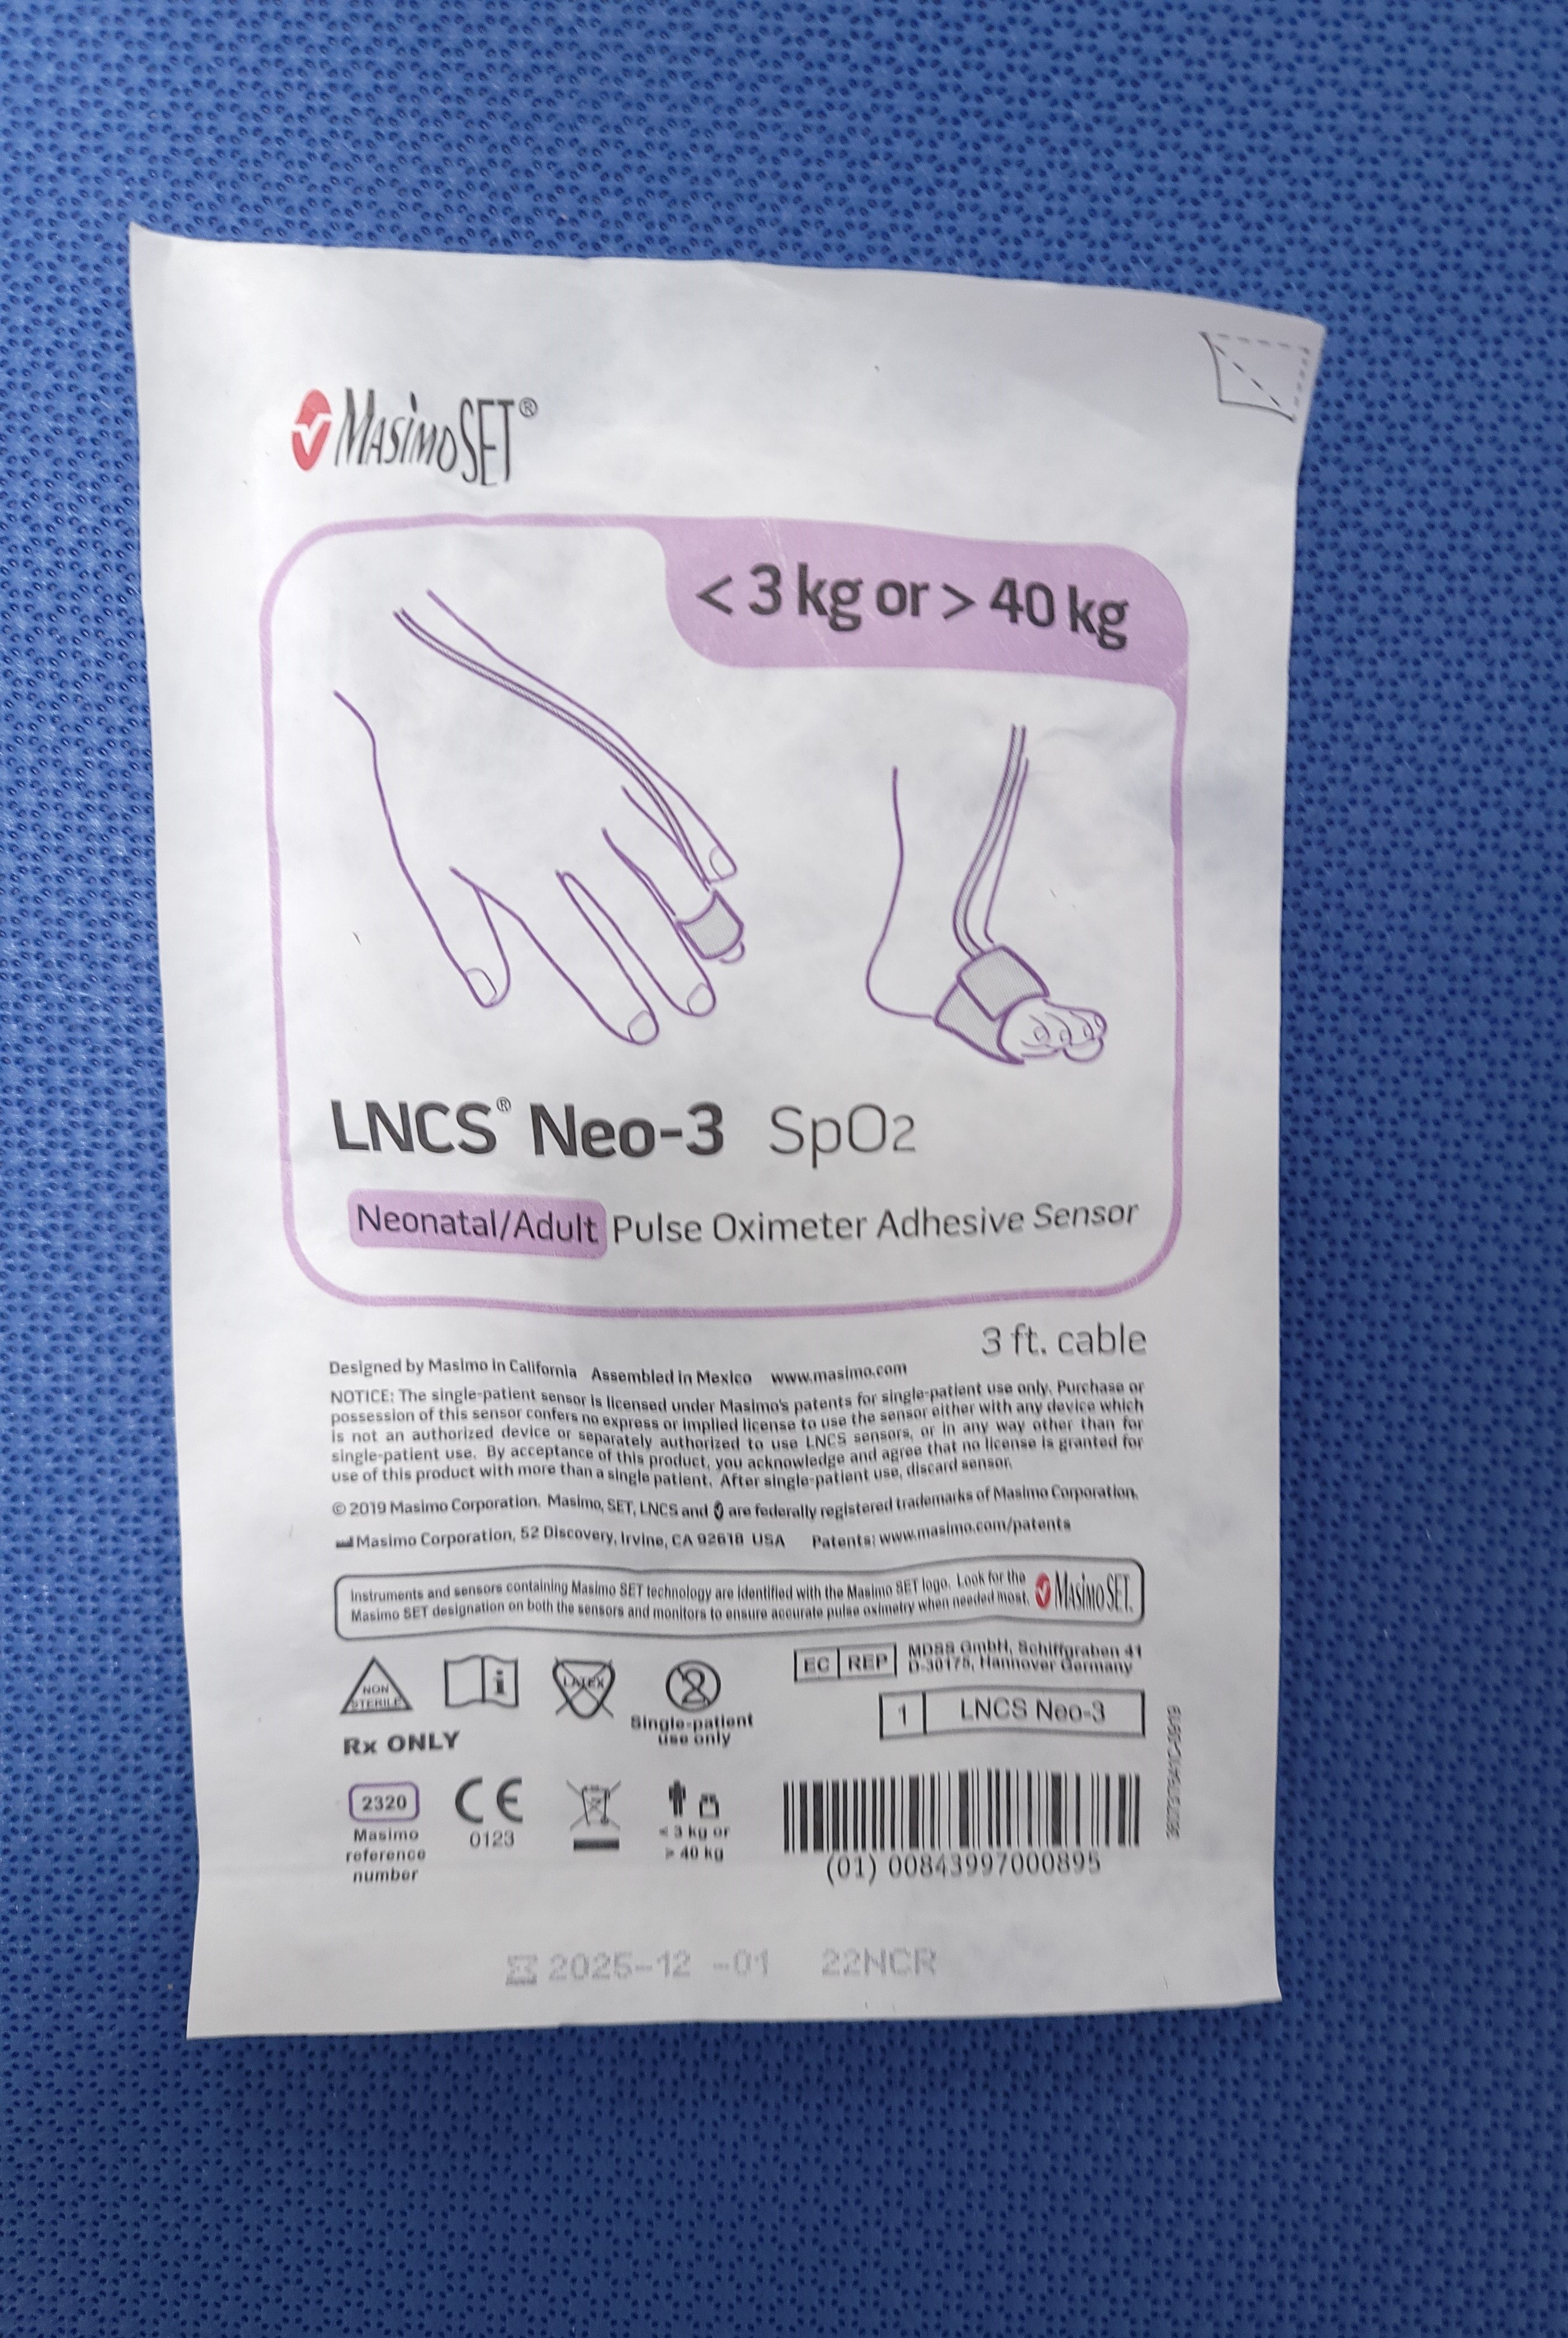 MASIMOSET®
< 3 kg or > 40 kg
LNCS® Neo-3 SpO2
Neonatal/Adult Pulse Oximeter Adhesive Sensor
3 ft. cable
Designed by Masimo in California Assembled in Mexico www.masimo.com
NOTICE: The single-patient sensor is licensed under Masimo's patents for single-patient use only. Purchase or
possession of this sensor confers no express or implied license to use the sensor either with any device which
is not an authorized device or separately authorized to use LNCS sensors, or in any way other than for
single-patient use. By acceptance of this product, you acknowledge and agree that no license is granted for
use of this product with more than a single patient. After single-patient use, discard sensor.
© 2019 Masimo Corporation. Masimo, SET, LNCS and are federally registered trademarks of Masimo Corporation.
Masimo Corporation, 52 Discovery, Irvine, CA 92618 USA Patents: www.masimo.com/patents
Instruments and sensors containing Masimo SET technology are identified with the Masimo SET logo. Look for the
Masimo SET designation on both the sensors and monitors to ensure accurate pulse oximetry when needed most.
MASIMO SET.
EC REP MDSS GmbH, Schiffgraben 41
D-30175, Hannover Germany
NON
STERILE
LATEX
2
Single-patient
use only
1 LNCS Neo-3
Rx ONLY
2320
Masimo
reference
number
CE
0123
< 3 kg or
> 40 kg
(01) 00843997000895
2025-12 -01 22NCR